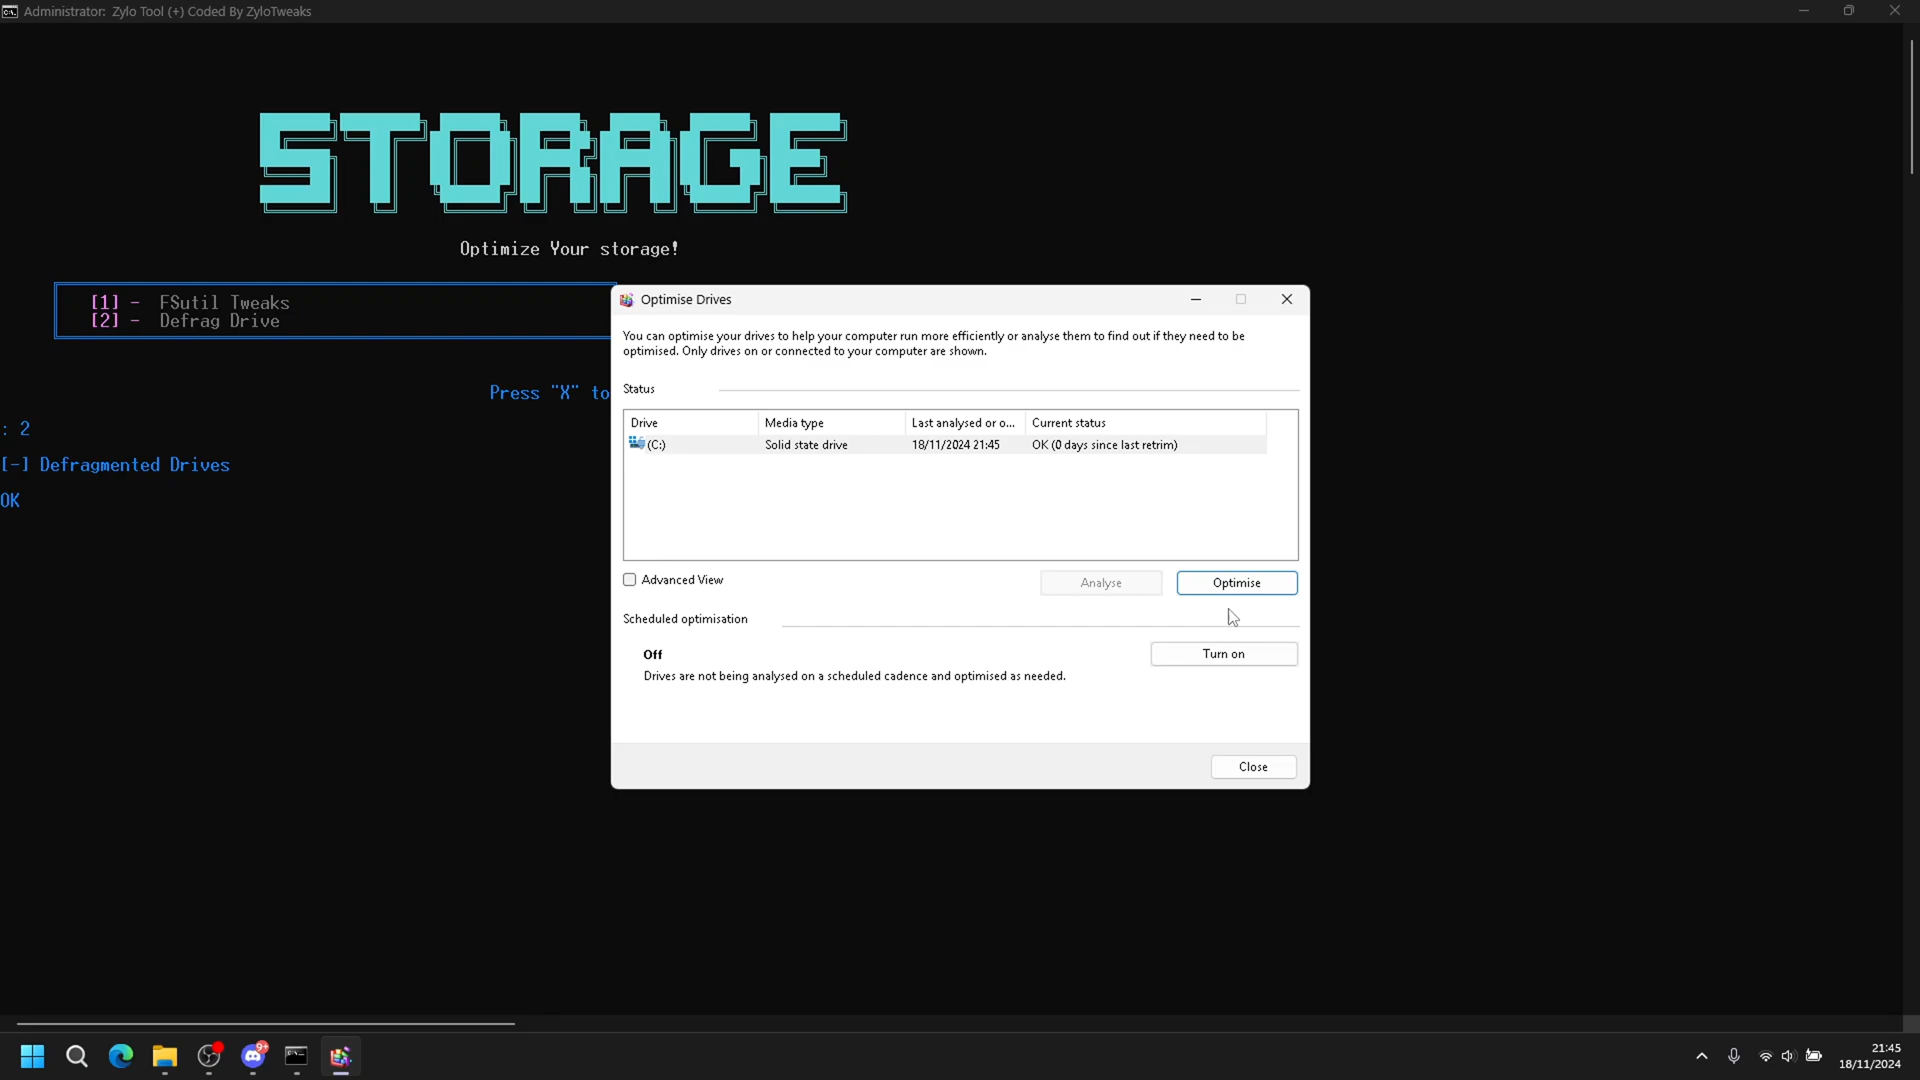 Administrator: Zylo Tool (+) Coded By ZyloTweaks
STORAGE
Optimize Your storage!
[1] - FSutil Tweaks
[2] - Defrag Drive
Press "X" to
: 2
[-] Defragmented Drives
OK
Optimise Drives
You can optimise your drives to help your computer run more efficiently or analyse them to find out if they need to be
optimised. Only drives on or connected to your computer are shown.
Status
Drive Media type Last analysed or o... Current status
(C:) Solid state drive 18/11/2024 21:45 OK (0 days since last retrim)
Advanced View
Analyse
Optimise
Scheduled optimisation
Off
Turn on
Drives are not being analysed on a scheduled cadence and optimised as needed.
Close
9+
21:45
18/11/2024